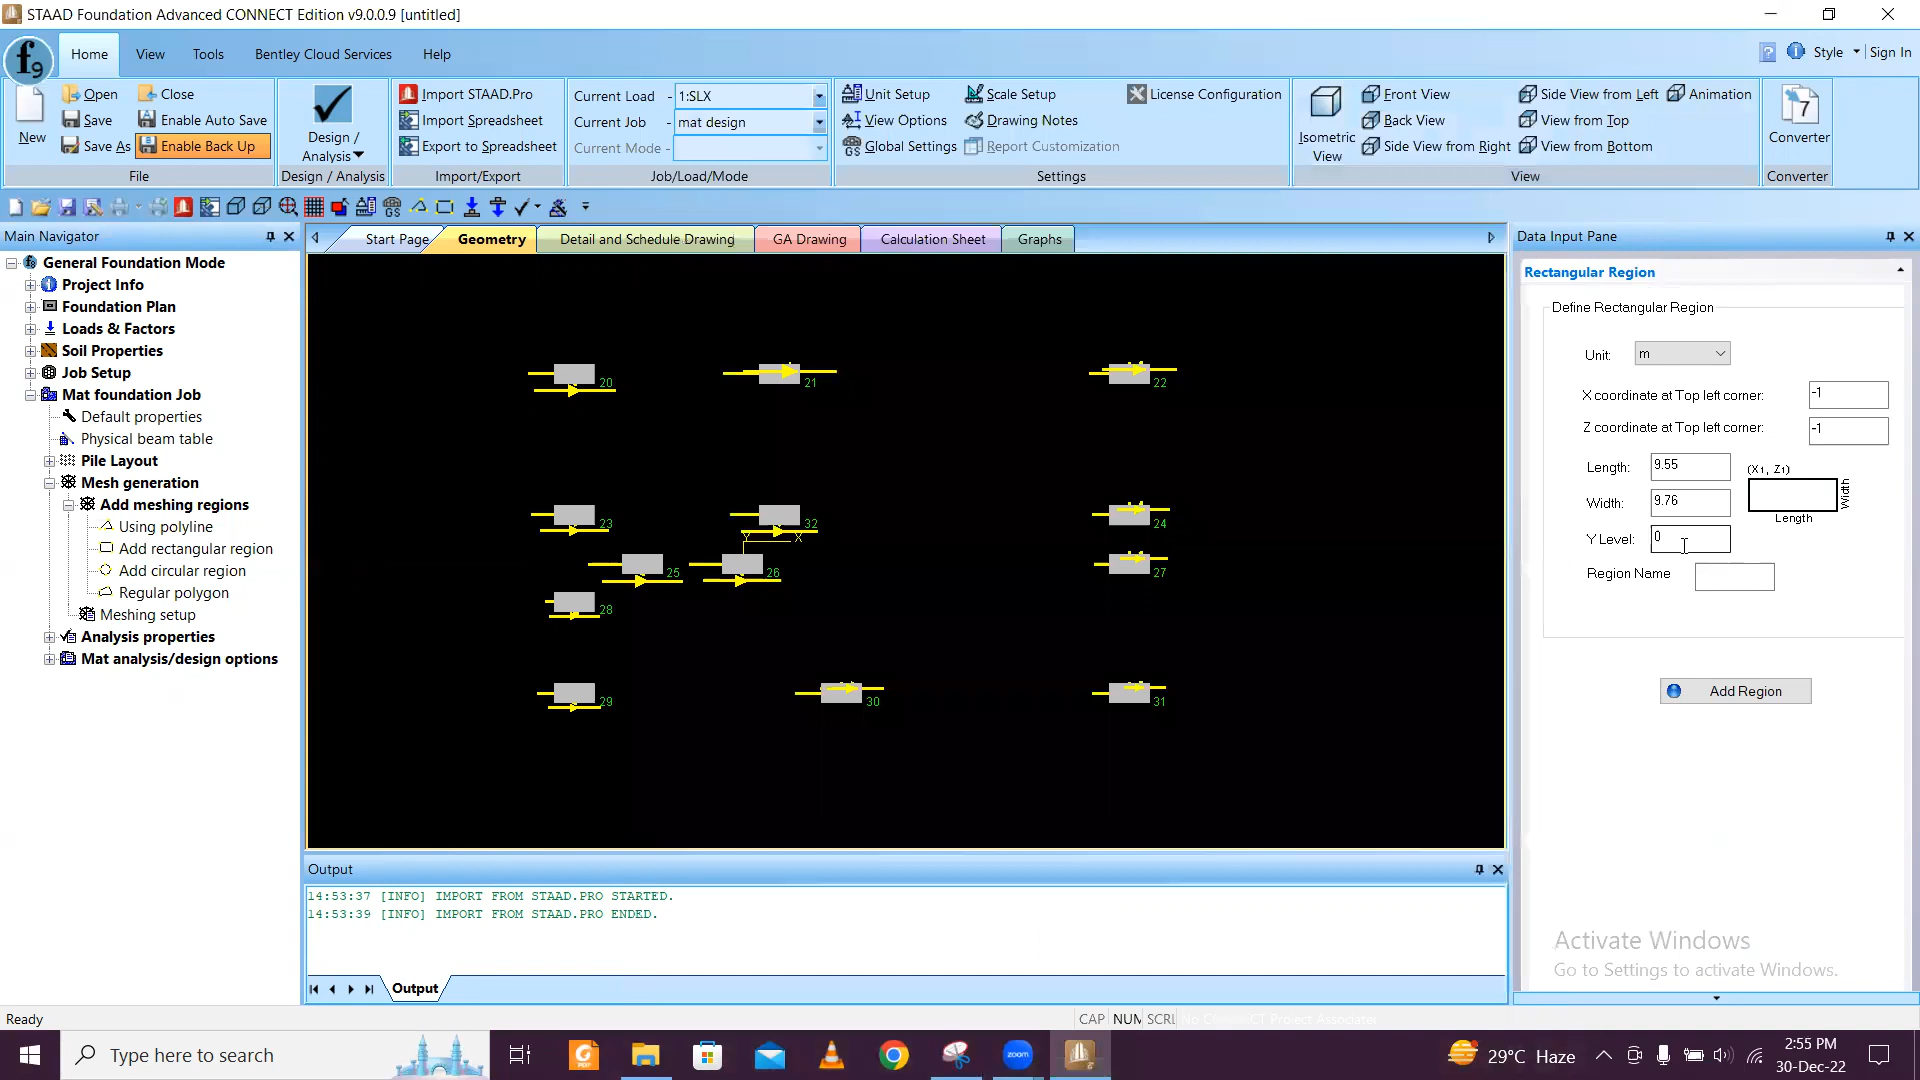 STAAD Foundation Advanced CONNECT Edition v9.0.0.9 [untitled]
f9
Home View Tools Bentley Cloud Services Help
Style Sign In
New
Open
Save
Save As
Close
Enable Auto Save
Enable Back Up
File
Design /
Analysis
Design / Analysis
Import STAAD.Pro
Import Spreadsheet
Export to Spreadsheet
Import/Export
Current Load - 1:SLX
Current Job - mat design
Current Mode -
Job/Load/Mode
Unit Setup
View Options
Global Settings
Scale Setup
Drawing Notes
Report Customization
License Configuration
Settings
Isometric
View
Front View
Back View
Side View from Right
Side View from Left
View from Top
View from Bottom
Animation
View
7
Converter
Converter
Main Navigator
General Foundation Mode
Project Info
Foundation Plan
Loads & Factors
Soil Properties
Job Setup
Mat foundation Job
Default properties
Physical beam table
Pile Layout
Mesh generation
Add meshing regions
Using polyline
Add rectangular region
Add circular region
Regular polygon
Meshing setup
Analysis properties
Mat analysis/design options
Start Page Geometry Detail and Schedule Drawing GA Drawing Calculation Sheet Graphs
20 21 22
23 32 24
Y X
25 26 27
28
29 30 31
Output
14:53:37 [INFO] IMPORT FROM STAAD.PRO STARTED.
14:53:39 [INFO] IMPORT FROM STAAD.PRO ENDED.
Output
Data Input Pane
Rectangular Region
Define Rectangular Region
Unit: m
X coordinate at Top left corner: -1
Z coordinate at Top left corner: -1
Length: 9.55
(X1, Z1)
Width: 9.76
Width
Length
Y Level: 0
Region Name
Add Region
Activate Windows
Go to Settings to activate Windows.
Ready
CAP NUM SCRL
Type here to search
zoom
29°C Haze
2:55 PM
30-Dec-22